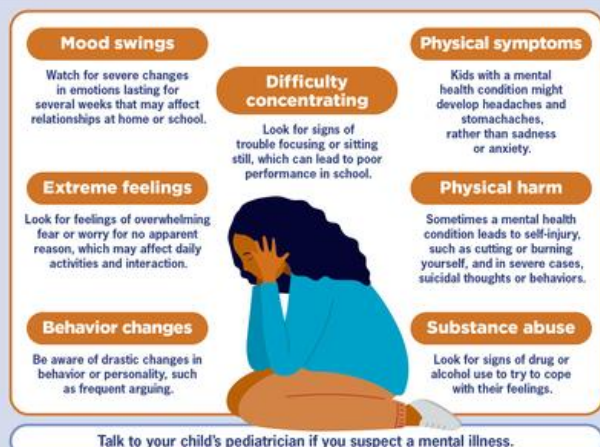 Mood swings
Watch for severe changes
in emotions lasting for
several weeks that may affect
relationships at home or school.
Extreme feelings
Look for feelings of overwhelming
fear or worry for no apparent
reason, which may affect daily
activities and interaction.
Behavior changes
Be aware of drastic changes in
behavior or personality, such
as frequent arguing.
Difficulty
concentrating
Look for signs of
trouble focusing or sitting
still, which can lead to poor
performance in school.
Physical symptoms
Kids with a mental
health condition might
develop headaches and
stomachaches,
rather than sadness
or anxiety.
Physical harm
Sometimes a mental health
condition leads to self-injury,
such as cutting or burning
yourself, and in severe cases,
suicidal thoughts or behaviors.
Substance abuse
Look for signs of drug or
alcohol use to try to cope
with their feelings.
Talk to your child's pediatrician if you suspect a mental illness.